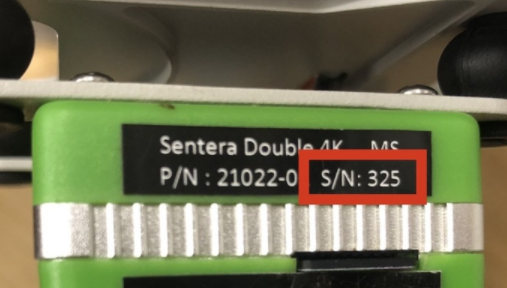 Sentera Double 4K MS
P/N : 21022-0 S/N: 325